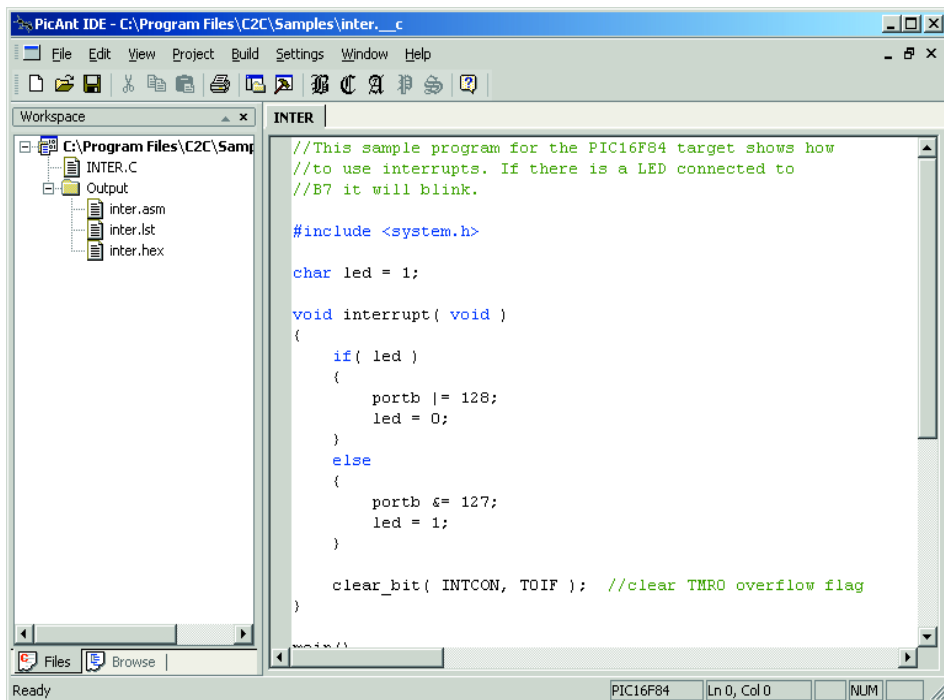 PicAnt IDE - C:\Program Files\C2C\Samples\inter.__c
File Edit View Project Build Settings Window Help
B C A P S
Workspace
INTER
C:\Program Files\C2C\Samp
INTER.C
Output
inter.asm
inter.lst
inter.hex
//This sample program for the PIC16F84 target shows how
//to use interrupts. If there is a LED connected to
//B7 it will blink.
#include <system.h>
char led = 1;
void interrupt( void )
{
if( led )
{
portb |= 128;
led = 0;
}
else
{
portb &= 127;
led = 1;
}
clear_bit( INTCON, T0IF ); //clear TMR0 overflow flag
}
main()
Files Browse
Ready PIC16F84 Ln 0, Col 0 NUM